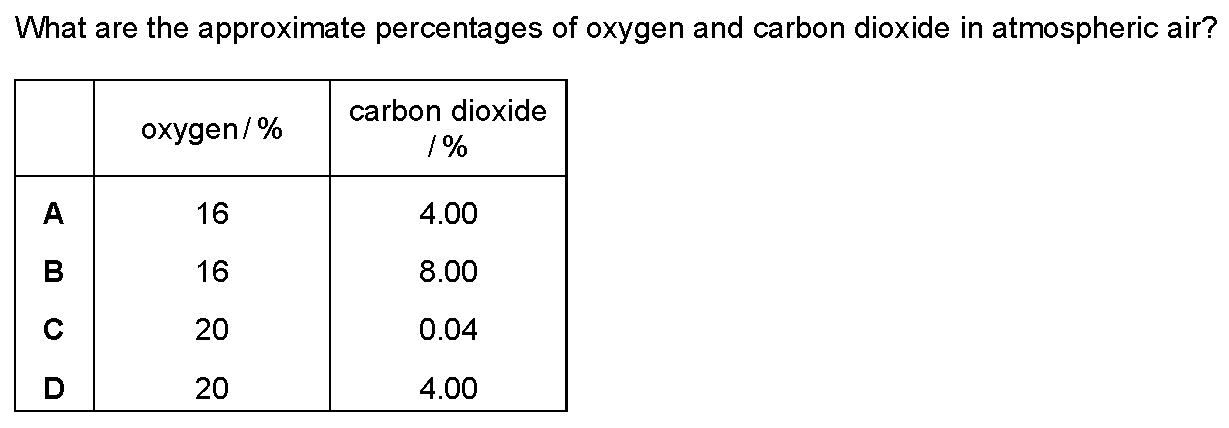 What are the approximate percentages of oxygen and carbon dioxide in atmospheric air?
oxygen / % carbon dioxide / %
A 16 4.00
B 16 8.00
C 20 0.04
D 20 4.00